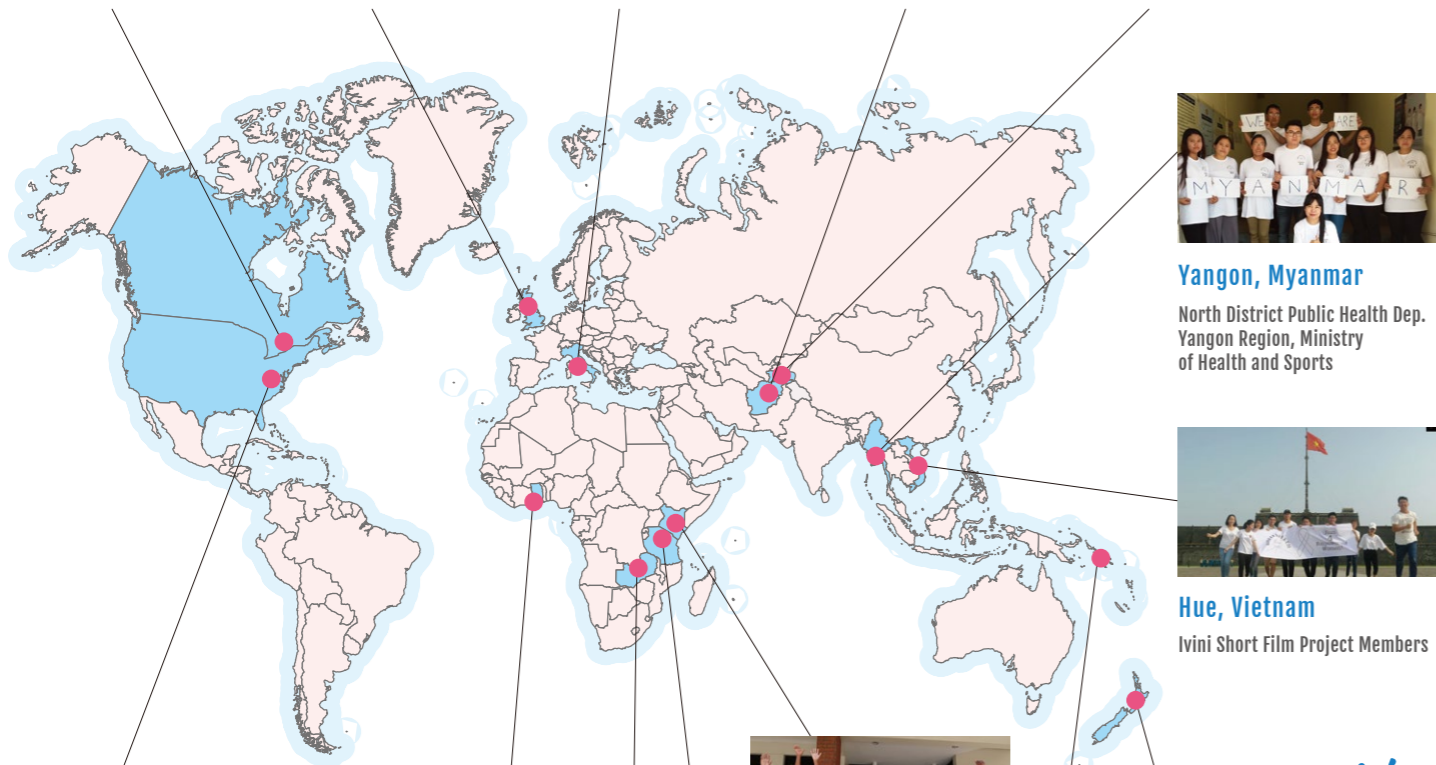 WE ARE
MYANMAR
Yangon, Myanmar
North District Public Health Dep.
Yangon Region, Ministry
of Health and Sports
Hue, Vietnam
Ivini Short Film Project Members